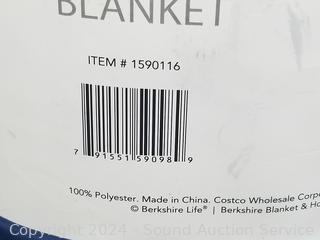 BLANKET
ITEM # 1590116
7 91551 59098 9
100% Polyester. Made in China. Costco Wholesale Corpo
© Berkshire Life® | Berkshire Blanket & Ho
Copyright 2024 - Sound Auction Service